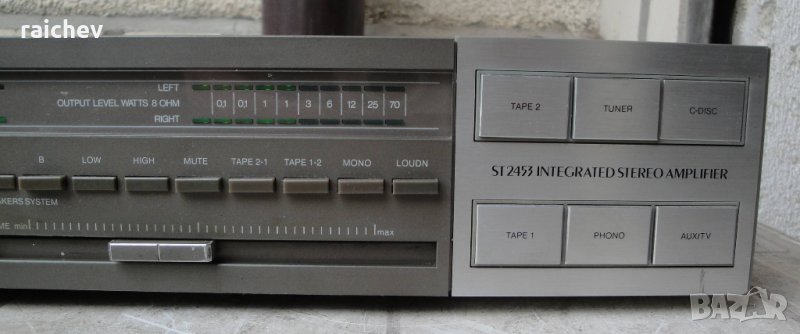 raichev
LEFT
OUTPUT LEVEL WATTS 8 OHM 0.1 0.1 1 1 3 6 12 25 70
RIGHT
B LOW HIGH MUTE TAPE 2-1 TAPE 1-2 MONO LOUDN
AKERS SYSTEM
ME min max
TAPE 2 TUNER C-DISC
ST 2453 INTEGRATED STEREO AMPLIFIER
TAPE 1 PHONO AUX/TV
BAZAR